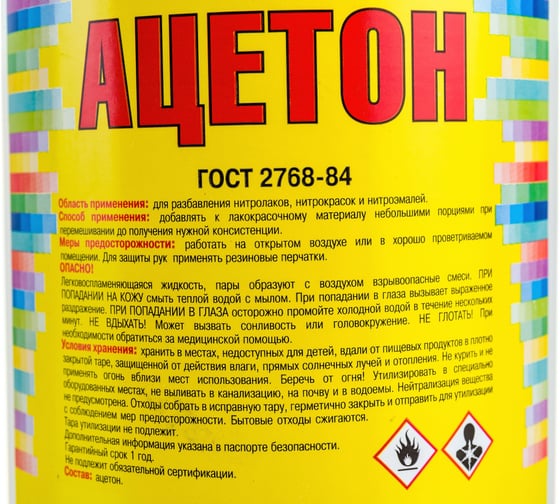 АЦЕТОН
ГОСТ 2768-84
Область применения: для разбавления нитролаков, нитрокрасок и нитроэмалей.
Способ применения: добавлять к лакокрасочному материалу небольшими порциями при
перемешивании до получения нужной консистенции.
Меры предосторожности: работать на открытом воздухе или в хорошо проветриваемом
помещении. Для защиты рук применять резиновые перчатки.
ОПАСНО!
Легковоспламеняющаяся жидкость, пары образуют с воздухом взрывоопасные смеси. ПРИ
ПОПАДАНИИ НА КОЖУ смыть теплой водой с мылом. При попадании в глаза вызывает выраженное
раздражение. ПРИ ПОПАДАНИИ В ГЛАЗА осторожно промойте холодной водой в течение нескольких
минут. НЕ ВДЫХАТЬ! Может вызвать сонливость или головокружение. НЕ ГЛОТАТЬ! При
необходимости обратиться за медицинской помощью.
Условия хранения: хранить в местах, недоступных для детей, вдали от пищевых продуктов в плотно
закрытой таре, защищенной от действия влаги, прямых солнечных лучей и отопления. Не курить и не
применять огонь вблизи мест использования. Беречь от огня! Утилизировать в специально
оборудованных местах, не выливать в канализацию, на почву и в водоемы. Нейтрализация вещества
не предусмотрена. Отходы собрать в исправную тару, герметично закрыть и отправить для утилизации
с соблюдением мер предосторожности. Бытовые отходы сжигаются.
Тара утилизации не подлежит.
Дополнительная информация указана в паспорте безопасности.
Гарантийный срок 1 год.
Не подлежит обязательной сертификации.
Состав: ацетон.